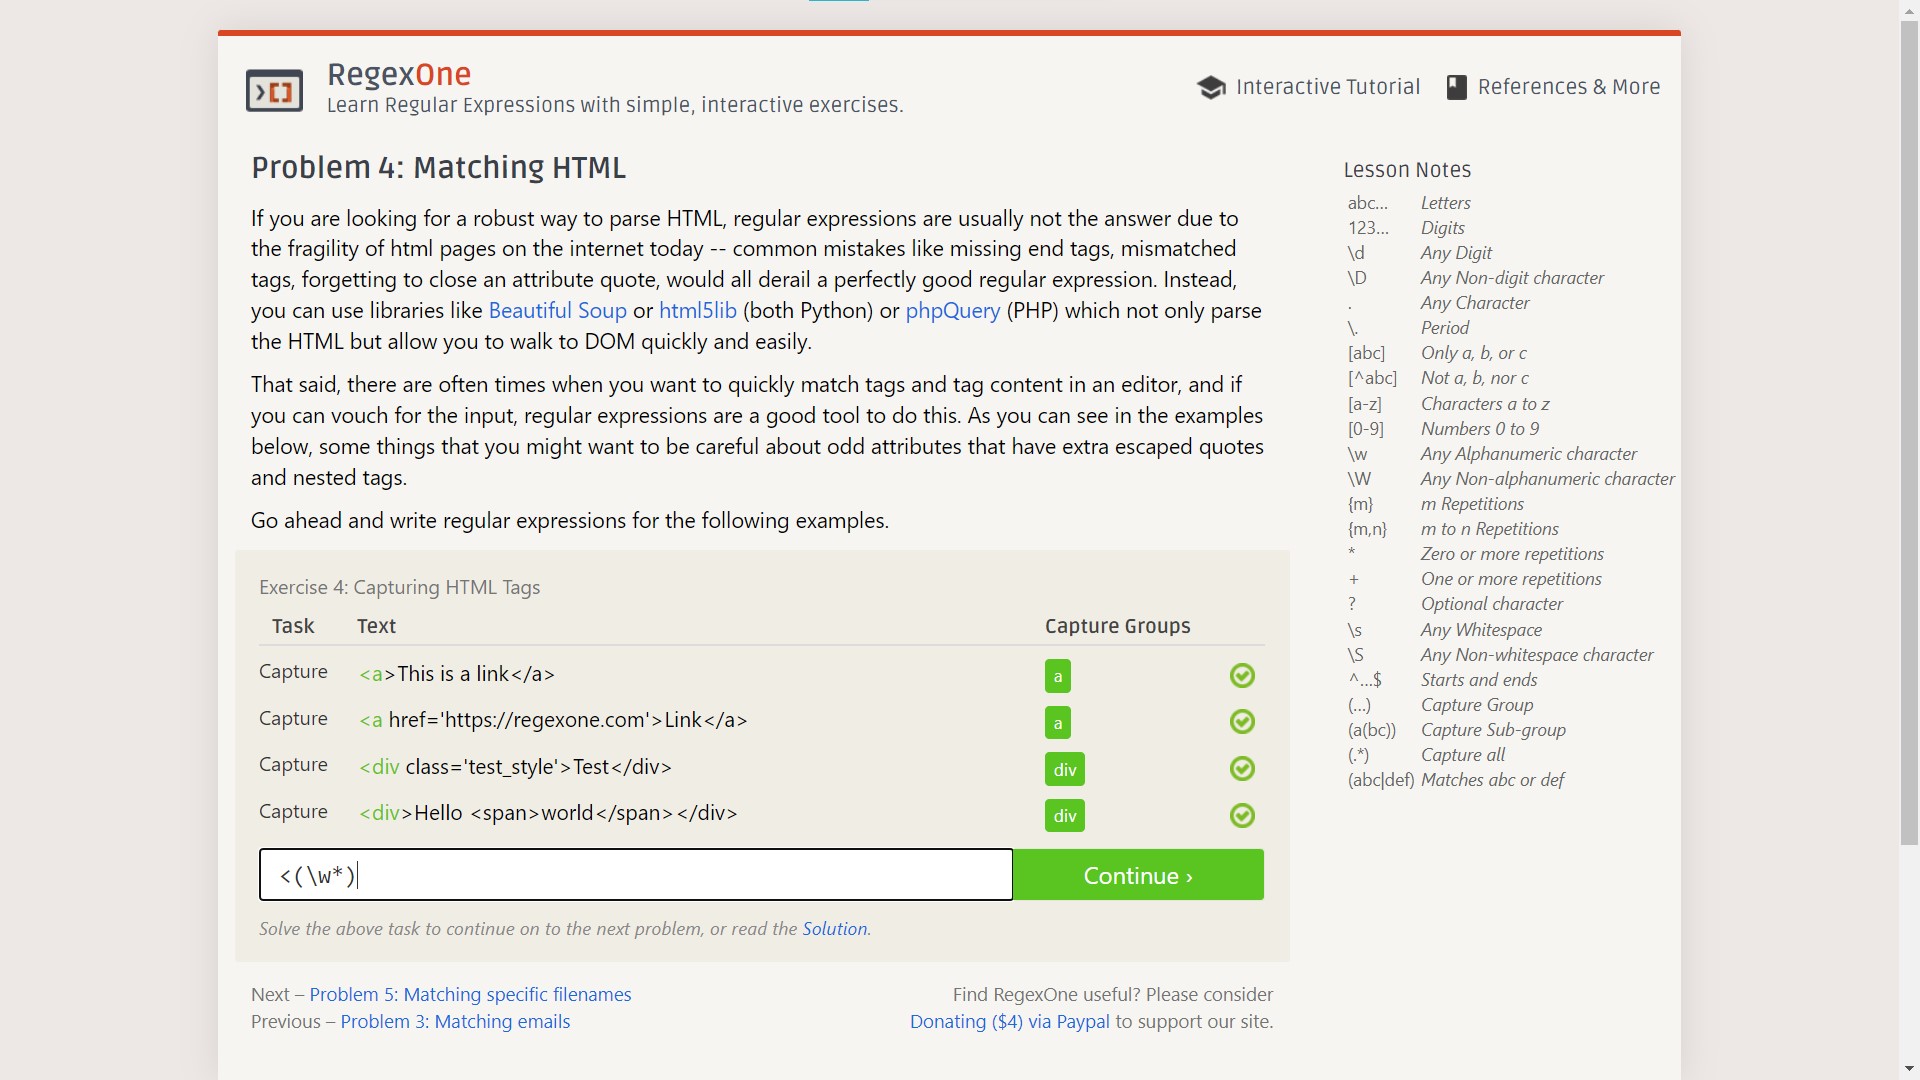 RegexOne
Learn Regular Expressions with simple, interactive exercises.
Interactive Tutorial
References & More
Problem 4: Matching HTML
If you are looking for a robust way to parse HTML, regular expressions are usually not the answer due to
the fragility of html pages on the internet today -- common mistakes like missing end tags, mismatched
tags, forgetting to close an attribute quote, would all derail a perfectly good regular expression. Instead,
you can use libraries like Beautiful Soup or html5lib (both Python) or phpQuery (PHP) which not only parse
the HTML but allow you to walk to DOM quickly and easily.
That said, there are often times when you want to quickly match tags and tag content in an editor, and if
you can vouch for the input, regular expressions are a good tool to do this. As you can see in the examples
below, some things that you might want to be careful about odd attributes that have extra escaped quotes
and nested tags.
Go ahead and write regular expressions for the following examples.
Exercise 4: Capturing HTML Tags
Task Text Capture Groups
Capture <a>This is a link</a> a
Capture <a href='https://regexone.com'>Link</a> a
Capture <div class='test_style'>Test</div> div
Capture <div>Hello <span>world</span></div> div
<(\w*)
Continue ›
Solve the above task to continue on to the next problem, or read the Solution.
Next – Problem 5: Matching specific filenames
Previous – Problem 3: Matching emails
Find RegexOne useful? Please consider
Donating ($4) via Paypal to support our site.
Lesson Notes
abc… Letters
123… Digits
\d Any Digit
\D Any Non-digit character
. Any Character
\. Period
[abc] Only a, b, or c
[^abc] Not a, b, nor c
[a-z] Characters a to z
[0-9] Numbers 0 to 9
\w Any Alphanumeric character
\W Any Non-alphanumeric character
{m} m Repetitions
{m,n} m to n Repetitions
* Zero or more repetitions
+ One or more repetitions
? Optional character
\s Any Whitespace
\S Any Non-whitespace character
^…$ Starts and ends
(…) Capture Group
(a(bc)) Capture Sub-group
(.*) Capture all
(abc|def) Matches abc or def